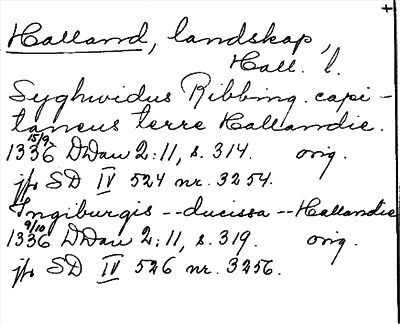 +
Halland, landskap,
Hall. l.
Syghwidus Ribbing. capi-
taneus terre Hallandie.
15/9
1336 DDan 2:11, s. 314. orig.
jfr SD IV 524 nr. 3254.
Ingiburgis -- ducissa -- Hallandie
9/10
1336 DDan 2:11, s. 319. orig.
jfr SD IV 526 nr. 3256.